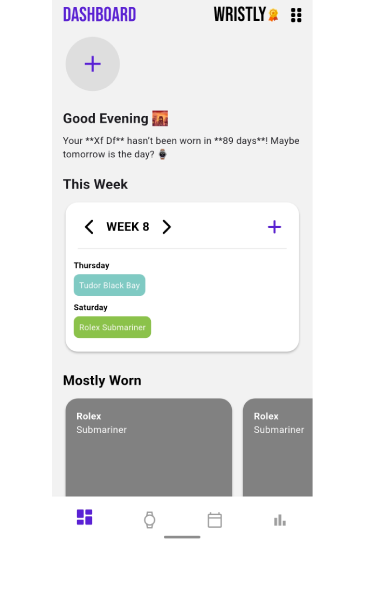 DASHBOARD WRISTLY
Good Evening
Your **Xf Df** hasn't been worn in **89 days**! Maybe
tomorrow is the day?
This Week
WEEK 8
Thursday
Tudor Black Bay
Saturday
Rolex Submariner
Mostly Worn
Rolex Rolex
Submariner Submariner